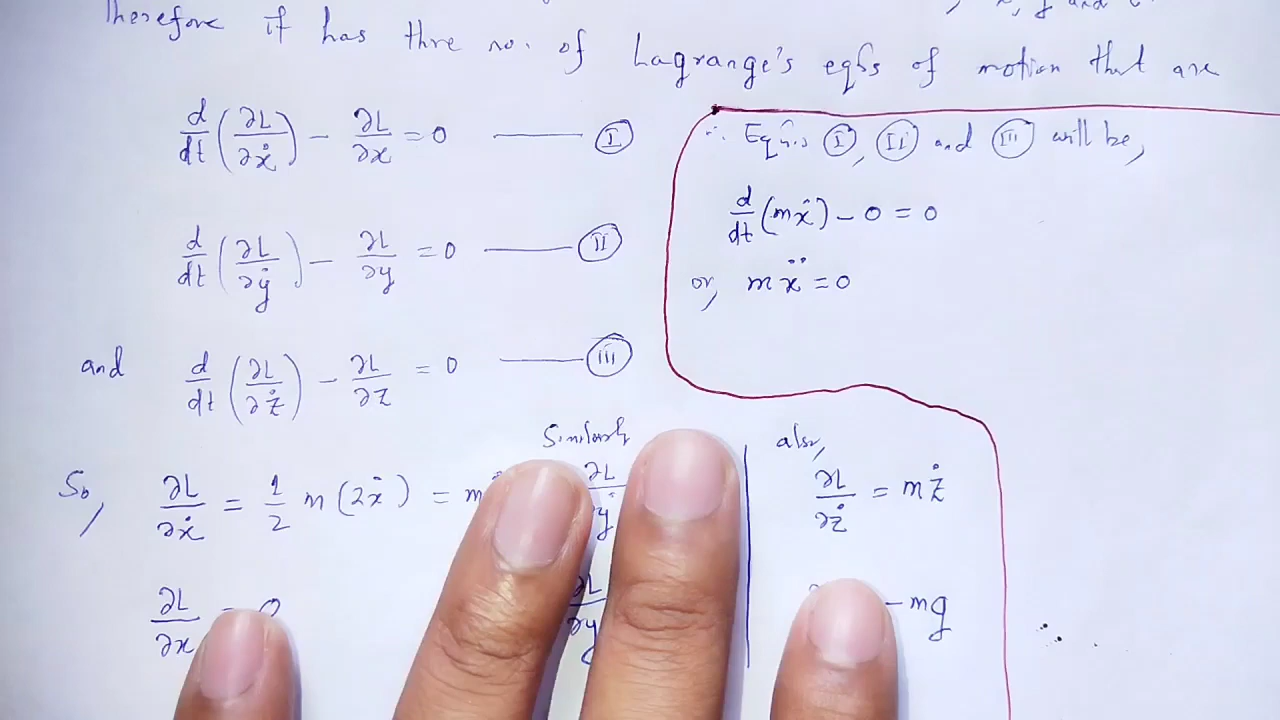 Therefore it has thre no. of Lagrange's eqns of motion that are
d/dt (∂L/∂ẋ) − ∂L/∂x = 0 —— (I)
d/dt (∂L/∂ẏ) − ∂L/∂y = 0 —— (II)
and d/dt (∂L/∂ż) − ∂L/∂z = 0 —— (III)
So, ∂L/∂ẋ = 1/2 m (2ẋ) = m
∂L/∂x = 0
Similarly
∂L
∂L
also,
∂L/∂ż = mż
− mg
∴ Eqns (I), (II) and (III) will be,
d/dt (mẋ) − 0 = 0
or, mẍ = 0